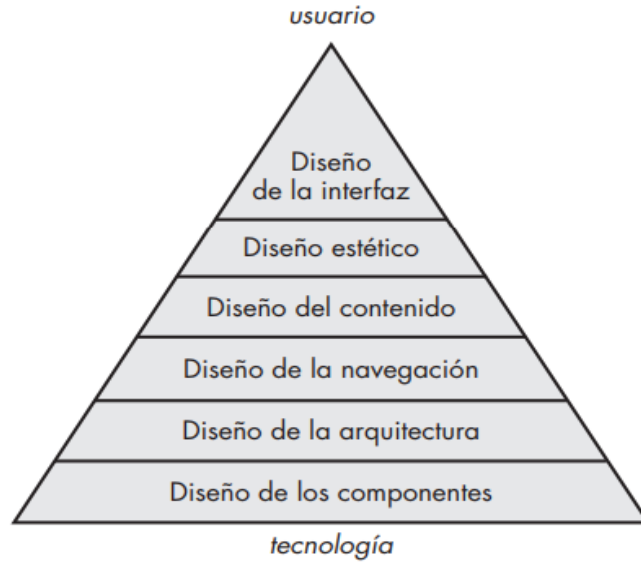 usuario
Diseño
de la interfaz
Diseño estético
Diseño del contenido
Diseño de la navegación
Diseño de la arquitectura
Diseño de los componentes
tecnología